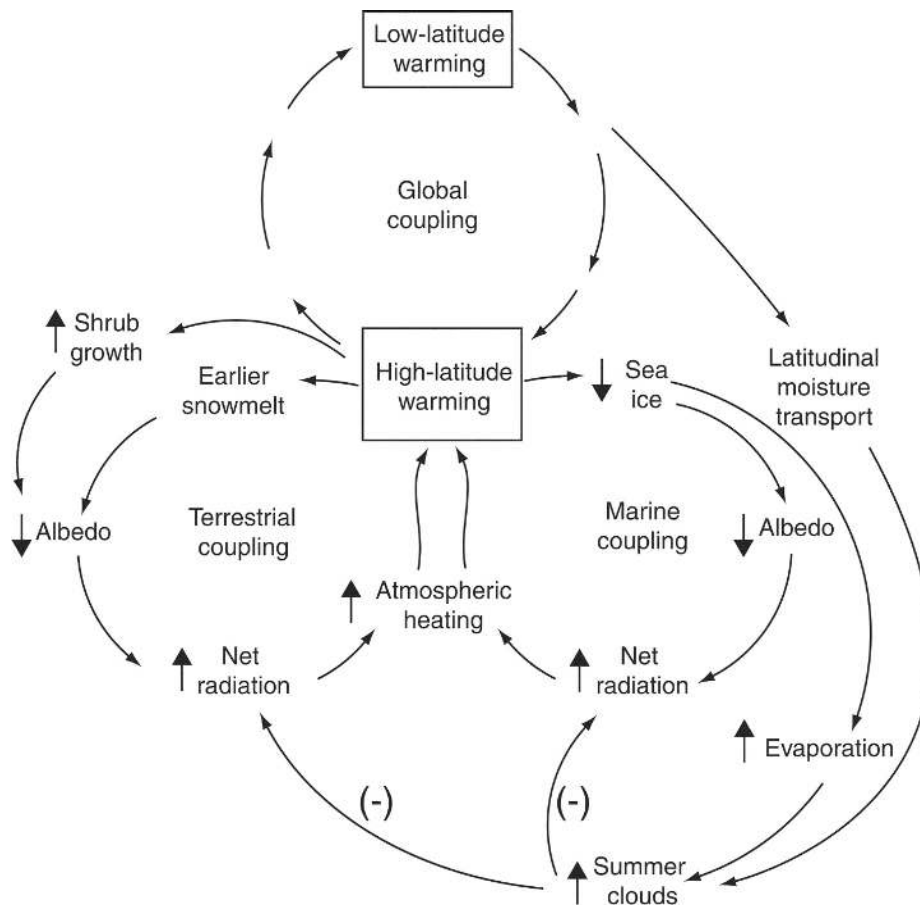 Low-latitude
warming
Global
coupling
Shrub
growth
Earlier
snowmelt
High-latitude
warming
Sea
ice
Latitudinal
moisture
transport
Albedo
Terrestrial
coupling
Marine
coupling
Albedo
Atmospheric
heating
Net
radiation
Net
radiation
Evaporation
(-)
(-)
Summer
clouds